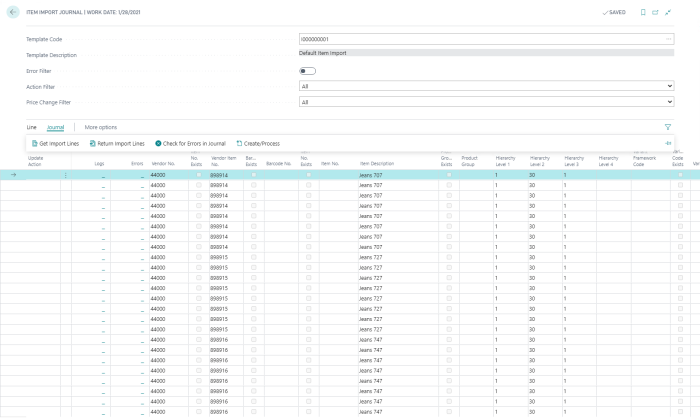 ITEM IMPORT JOURNAL | WORK DATE: 1/28/2021
SAVED
Template Code I000000001
Template Description Default Item Import
Error Filter
Action Filter All
Price Change Filter All
Line Journal More options
Get Import Lines Return Import Lines Check for Errors in Journal Create/Process
Update Action Logs Errors Vendor No. No. Exists Vendor Item No. Bar... Exists Barcode No. No. Exists Item No. Item Description Gro... Exists Product Group Hierarchy Level 1 Hierarchy Level 2 Hierarchy Level 3 Hierarchy Level 4 Framework Code Code Exists
_ _ 44000 898914 Jeans 707 1 30 1
_ _ 44000 898914 Jeans 707 1 30 1
_ _ 44000 898914 Jeans 707 1 30 1
_ _ 44000 898914 Jeans 707 1 30 1
_ _ 44000 898914 Jeans 707 1 30 1
_ _ 44000 898914 Jeans 707 1 30 1
_ _ 44000 898914 Jeans 707 1 30 1
_ _ 44000 898914 Jeans 707 1 30 1
_ _ 44000 898915 Jeans 727 1 30 1
_ _ 44000 898915 Jeans 727 1 30 1
_ _ 44000 898915 Jeans 727 1 30 1
_ _ 44000 898915 Jeans 727 1 30 1
_ _ 44000 898915 Jeans 727 1 30 1
_ _ 44000 898915 Jeans 727 1 30 1
_ _ 44000 898915 Jeans 727 1 30 1
_ _ 44000 898915 Jeans 727 1 30 1
_ _ 44000 898916 Jeans 747 1 30 1
_ _ 44000 898916 Jeans 747 1 30 1
_ _ 44000 898916 Jeans 747 1 30 1
_ _ 44000 898916 Jeans 747 1 30 1
_ _ 44000 898916 Jeans 747 1 30 1
_ _ 44000 898916 Jeans 747 1 30 1
_ _ 44000 898916 Jeans 747 1 30 1
_ _ 44000 898916 Jeans 747 1 30 1